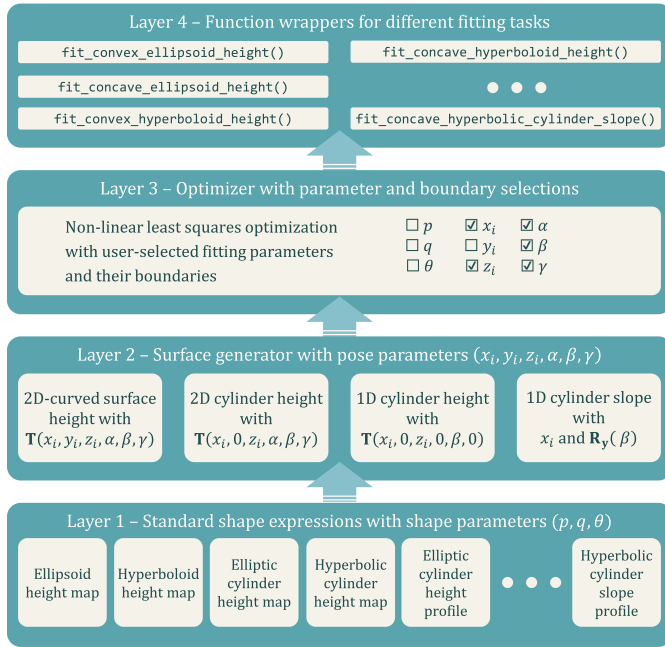 Layer 4 – Function wrappers for different fitting tasks
fit_convex_ellipsoid_height()
fit_concave_hyperboloid_height()
fit_concave_ellipsoid_height()
fit_convex_hyperboloid_height()
fit_concave_hyperbolic_cylinder_slope()
Layer 3 – Optimizer with parameter and boundary selections
Non-linear least squares optimization
with user-selected fitting parameters
and their boundaries
☐ p ☑ xᵢ ☑ α
☐ q ☐ yᵢ ☑ β
☐ θ ☑ zᵢ ☑ γ
Layer 2 – Surface generator with pose parameters (xᵢ, yᵢ, zᵢ, α, β, γ)
2D-curved surface
height with
T(xᵢ, yᵢ, zᵢ, α, β, γ)
2D cylinder height
with
T(xᵢ, 0, zᵢ, α, β, γ)
1D cylinder height
with
T(xᵢ, 0, zᵢ, 0, β, 0)
1D cylinder slope
with
xᵢ and R_y(β)
Layer 1 – Standard shape expressions with shape parameters (p, q, θ)
Ellipsoid
height map
Hyperboloid
height map
Elliptic
cylinder
height map
Hyperbolic
cylinder
height map
Elliptic
cylinder
height
profile
Hyperbolic
cylinder
slope
profile